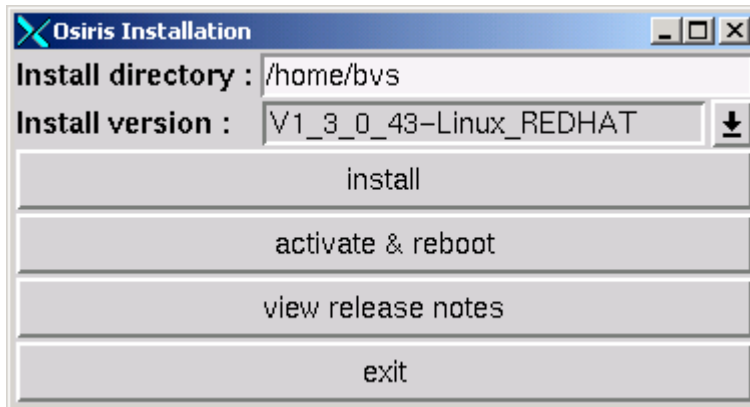 Osiris Installation
Install directory : /home/bvs
Install version : V1_3_0_43-Linux_REDHAT
install
activate & reboot
view release notes
exit